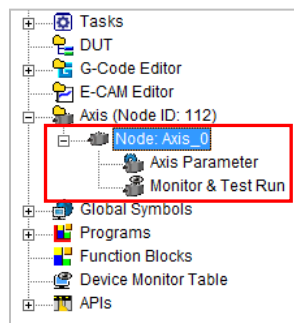 Tasks
DUT
G-Code Editor
E-CAM Editor
Axis (Node ID: 112)
Node: Axis_0
Axis Parameter
Monitor & Test Run
Global Symbols
Programs
Function Blocks
Device Monitor Table
APIs